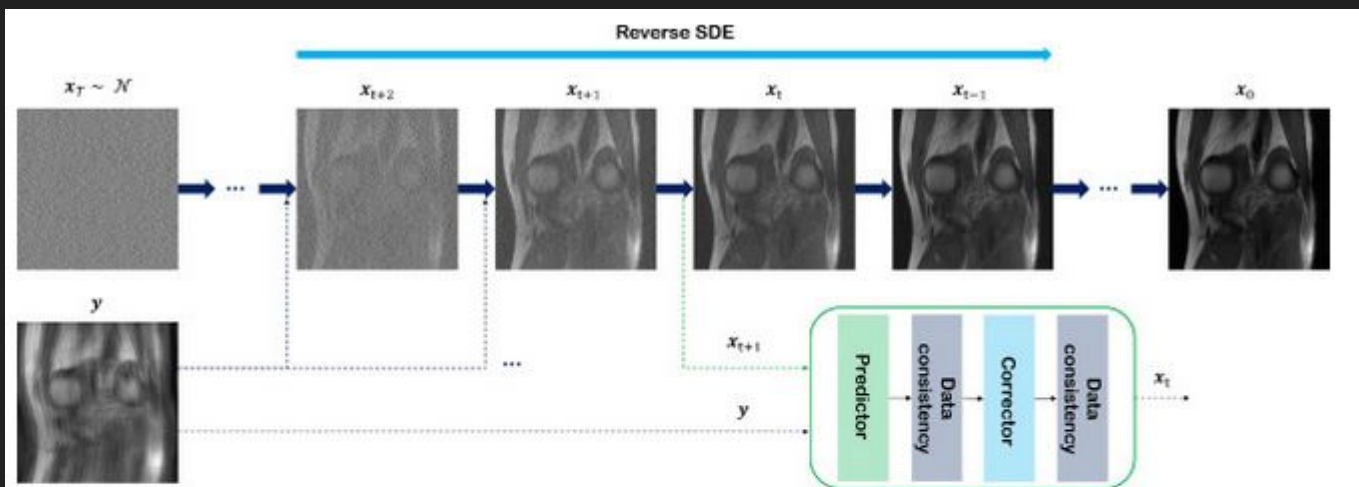 Reverse SDE
𝒙_T ~ 𝒩
𝒙_{t+2}
𝒙_{t+1}
𝒙_t
𝒙_{t−1}
𝒙_0
...
...
𝒚
...
𝒙_{t+1}
𝒚
Predictor
Data consistency
Corrector
Data consistency
𝒙_t